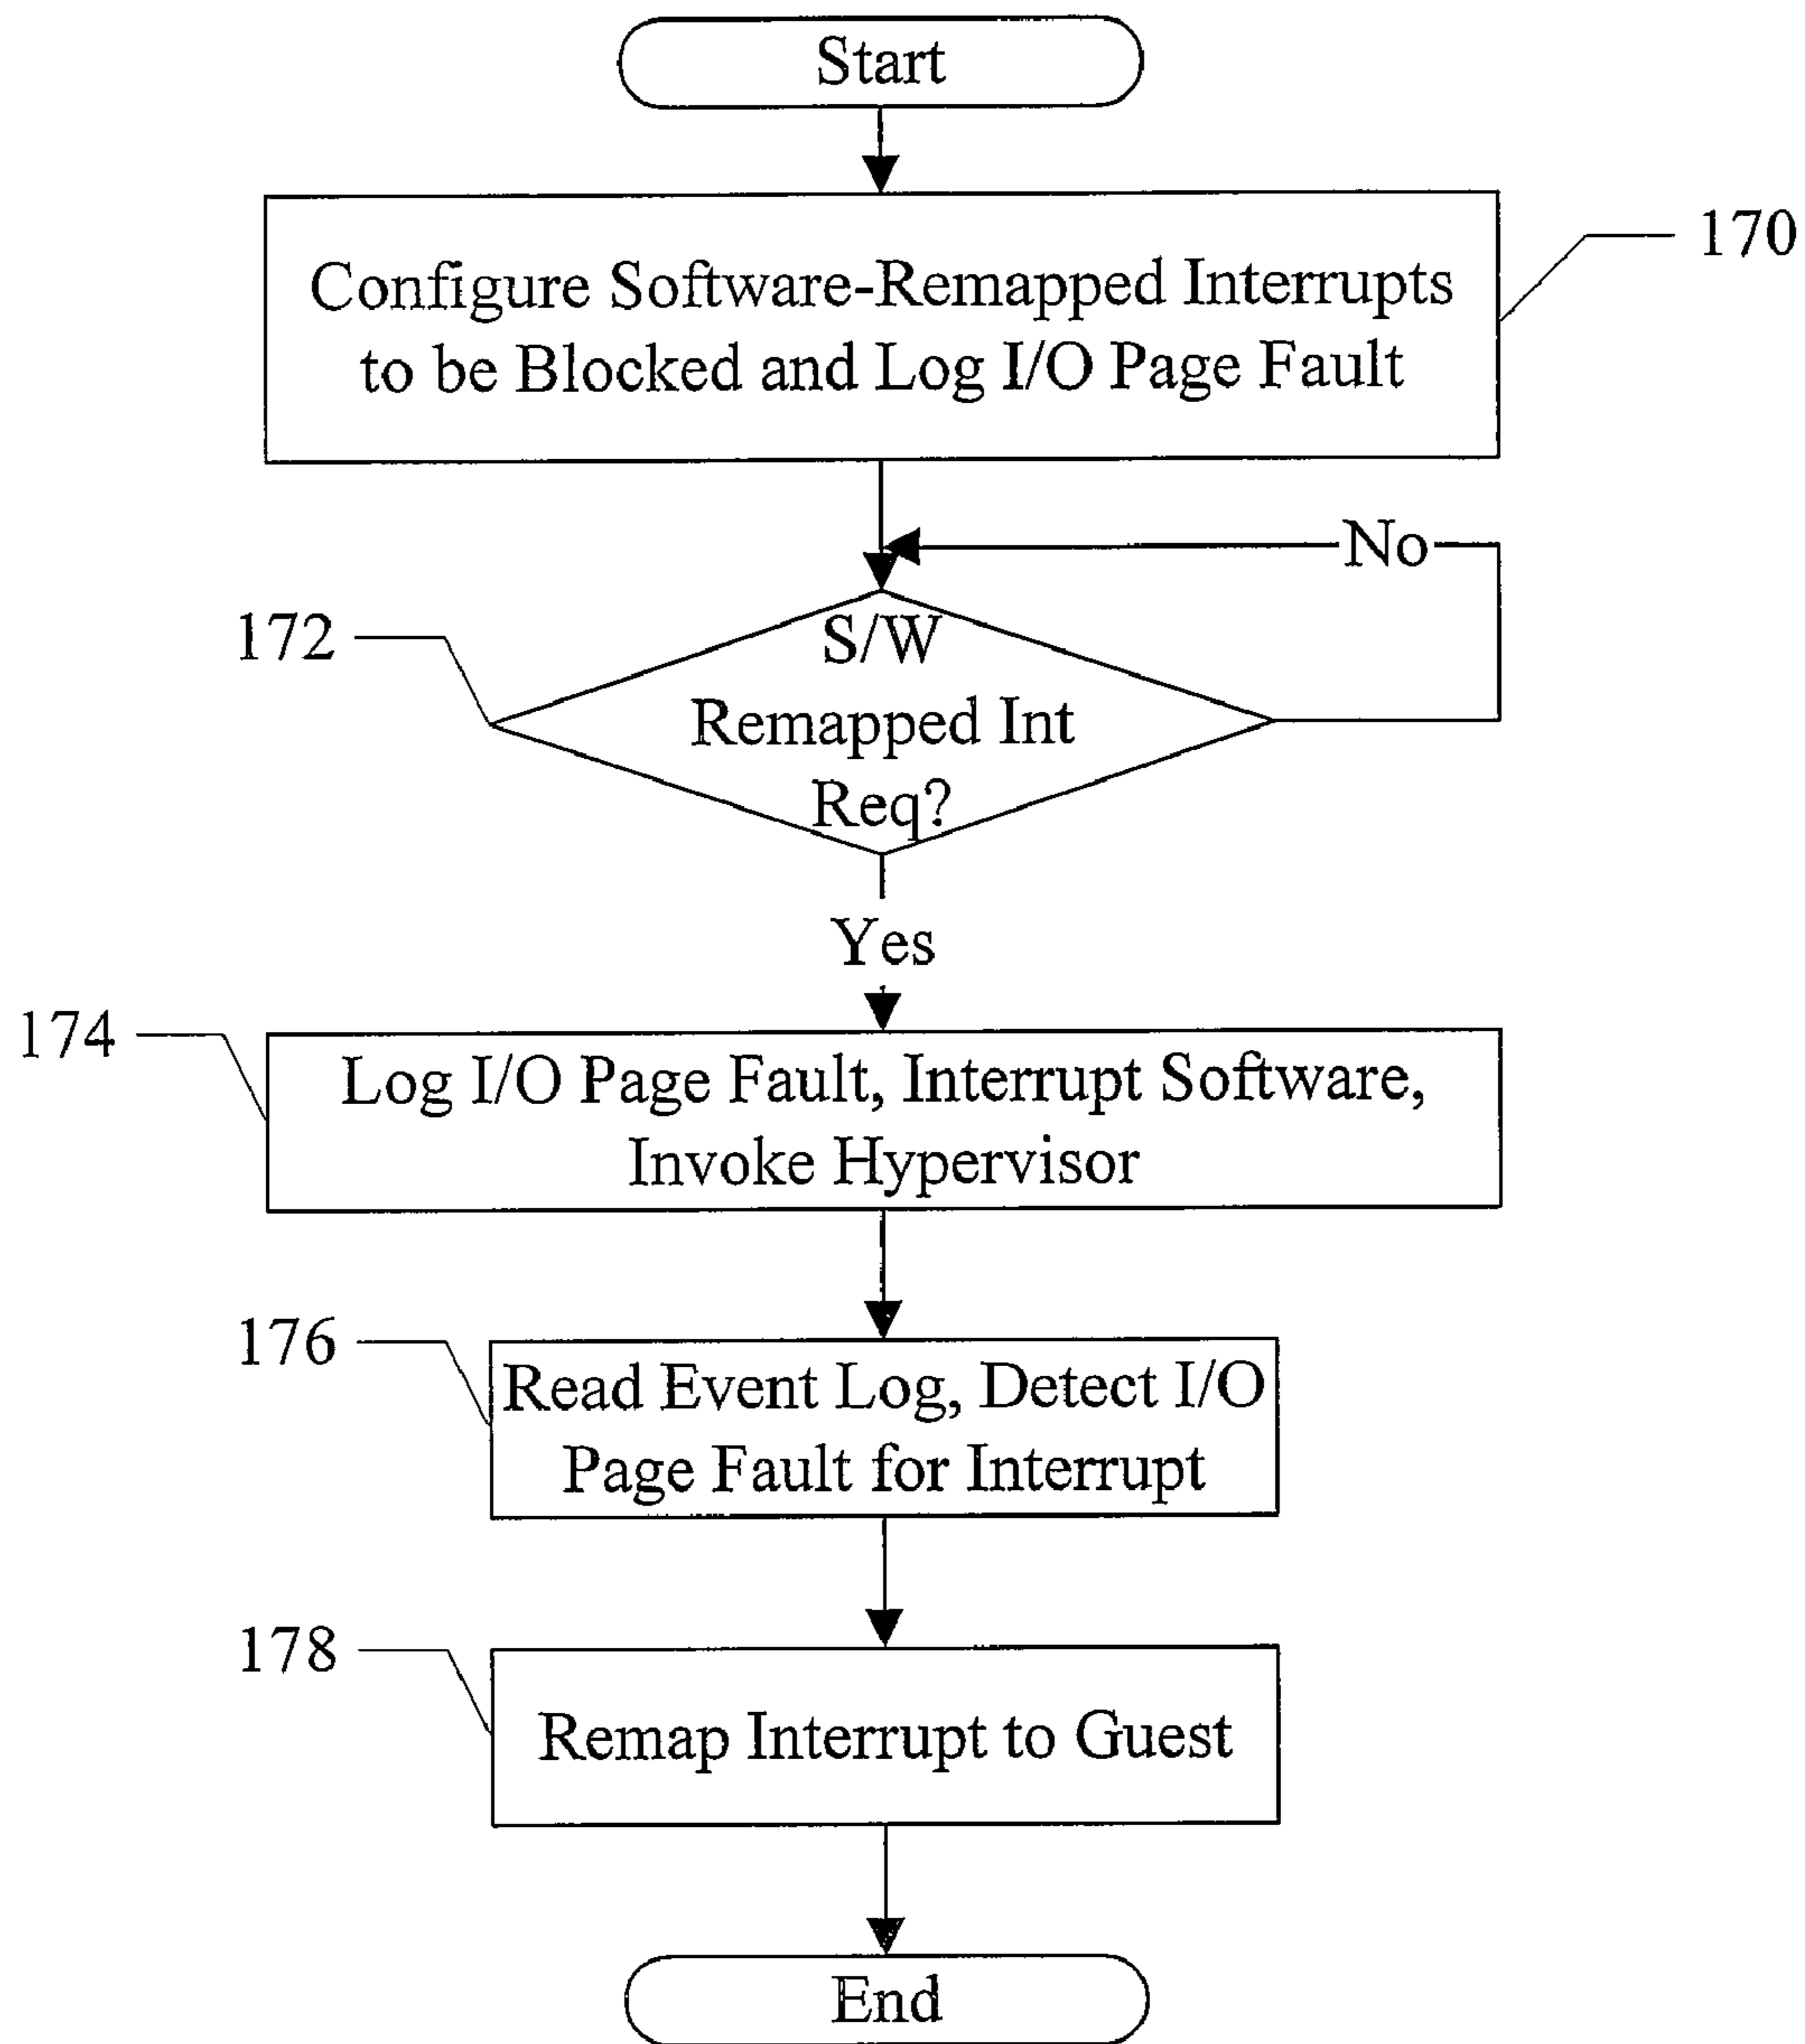 Start
Configure Software-Remapped Interrupts
to be Blocked and Log I/O Page Fault
170
No
172
S/W
Remapped Int
Req?
Yes
174
Log I/O Page Fault, Interrupt Software,
Invoke Hypervisor
176
Read Event Log, Detect I/O
Page Fault for Interrupt
178
Remap Interrupt to Guest
End